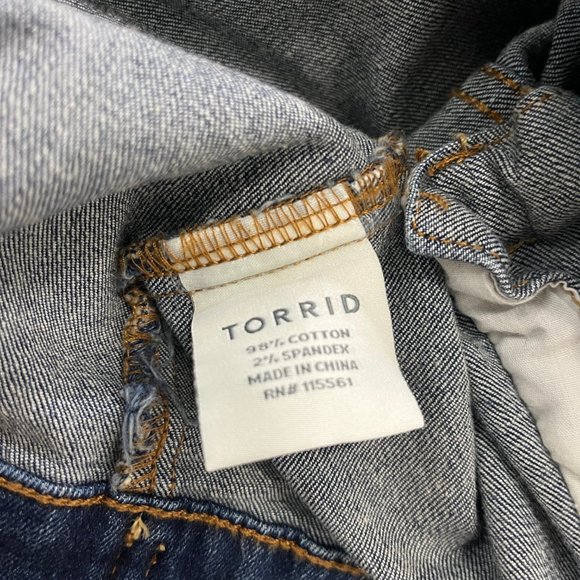 TORRID
98% COTTON
2% SPANDEX
MADE IN CHINA
RN# 115561